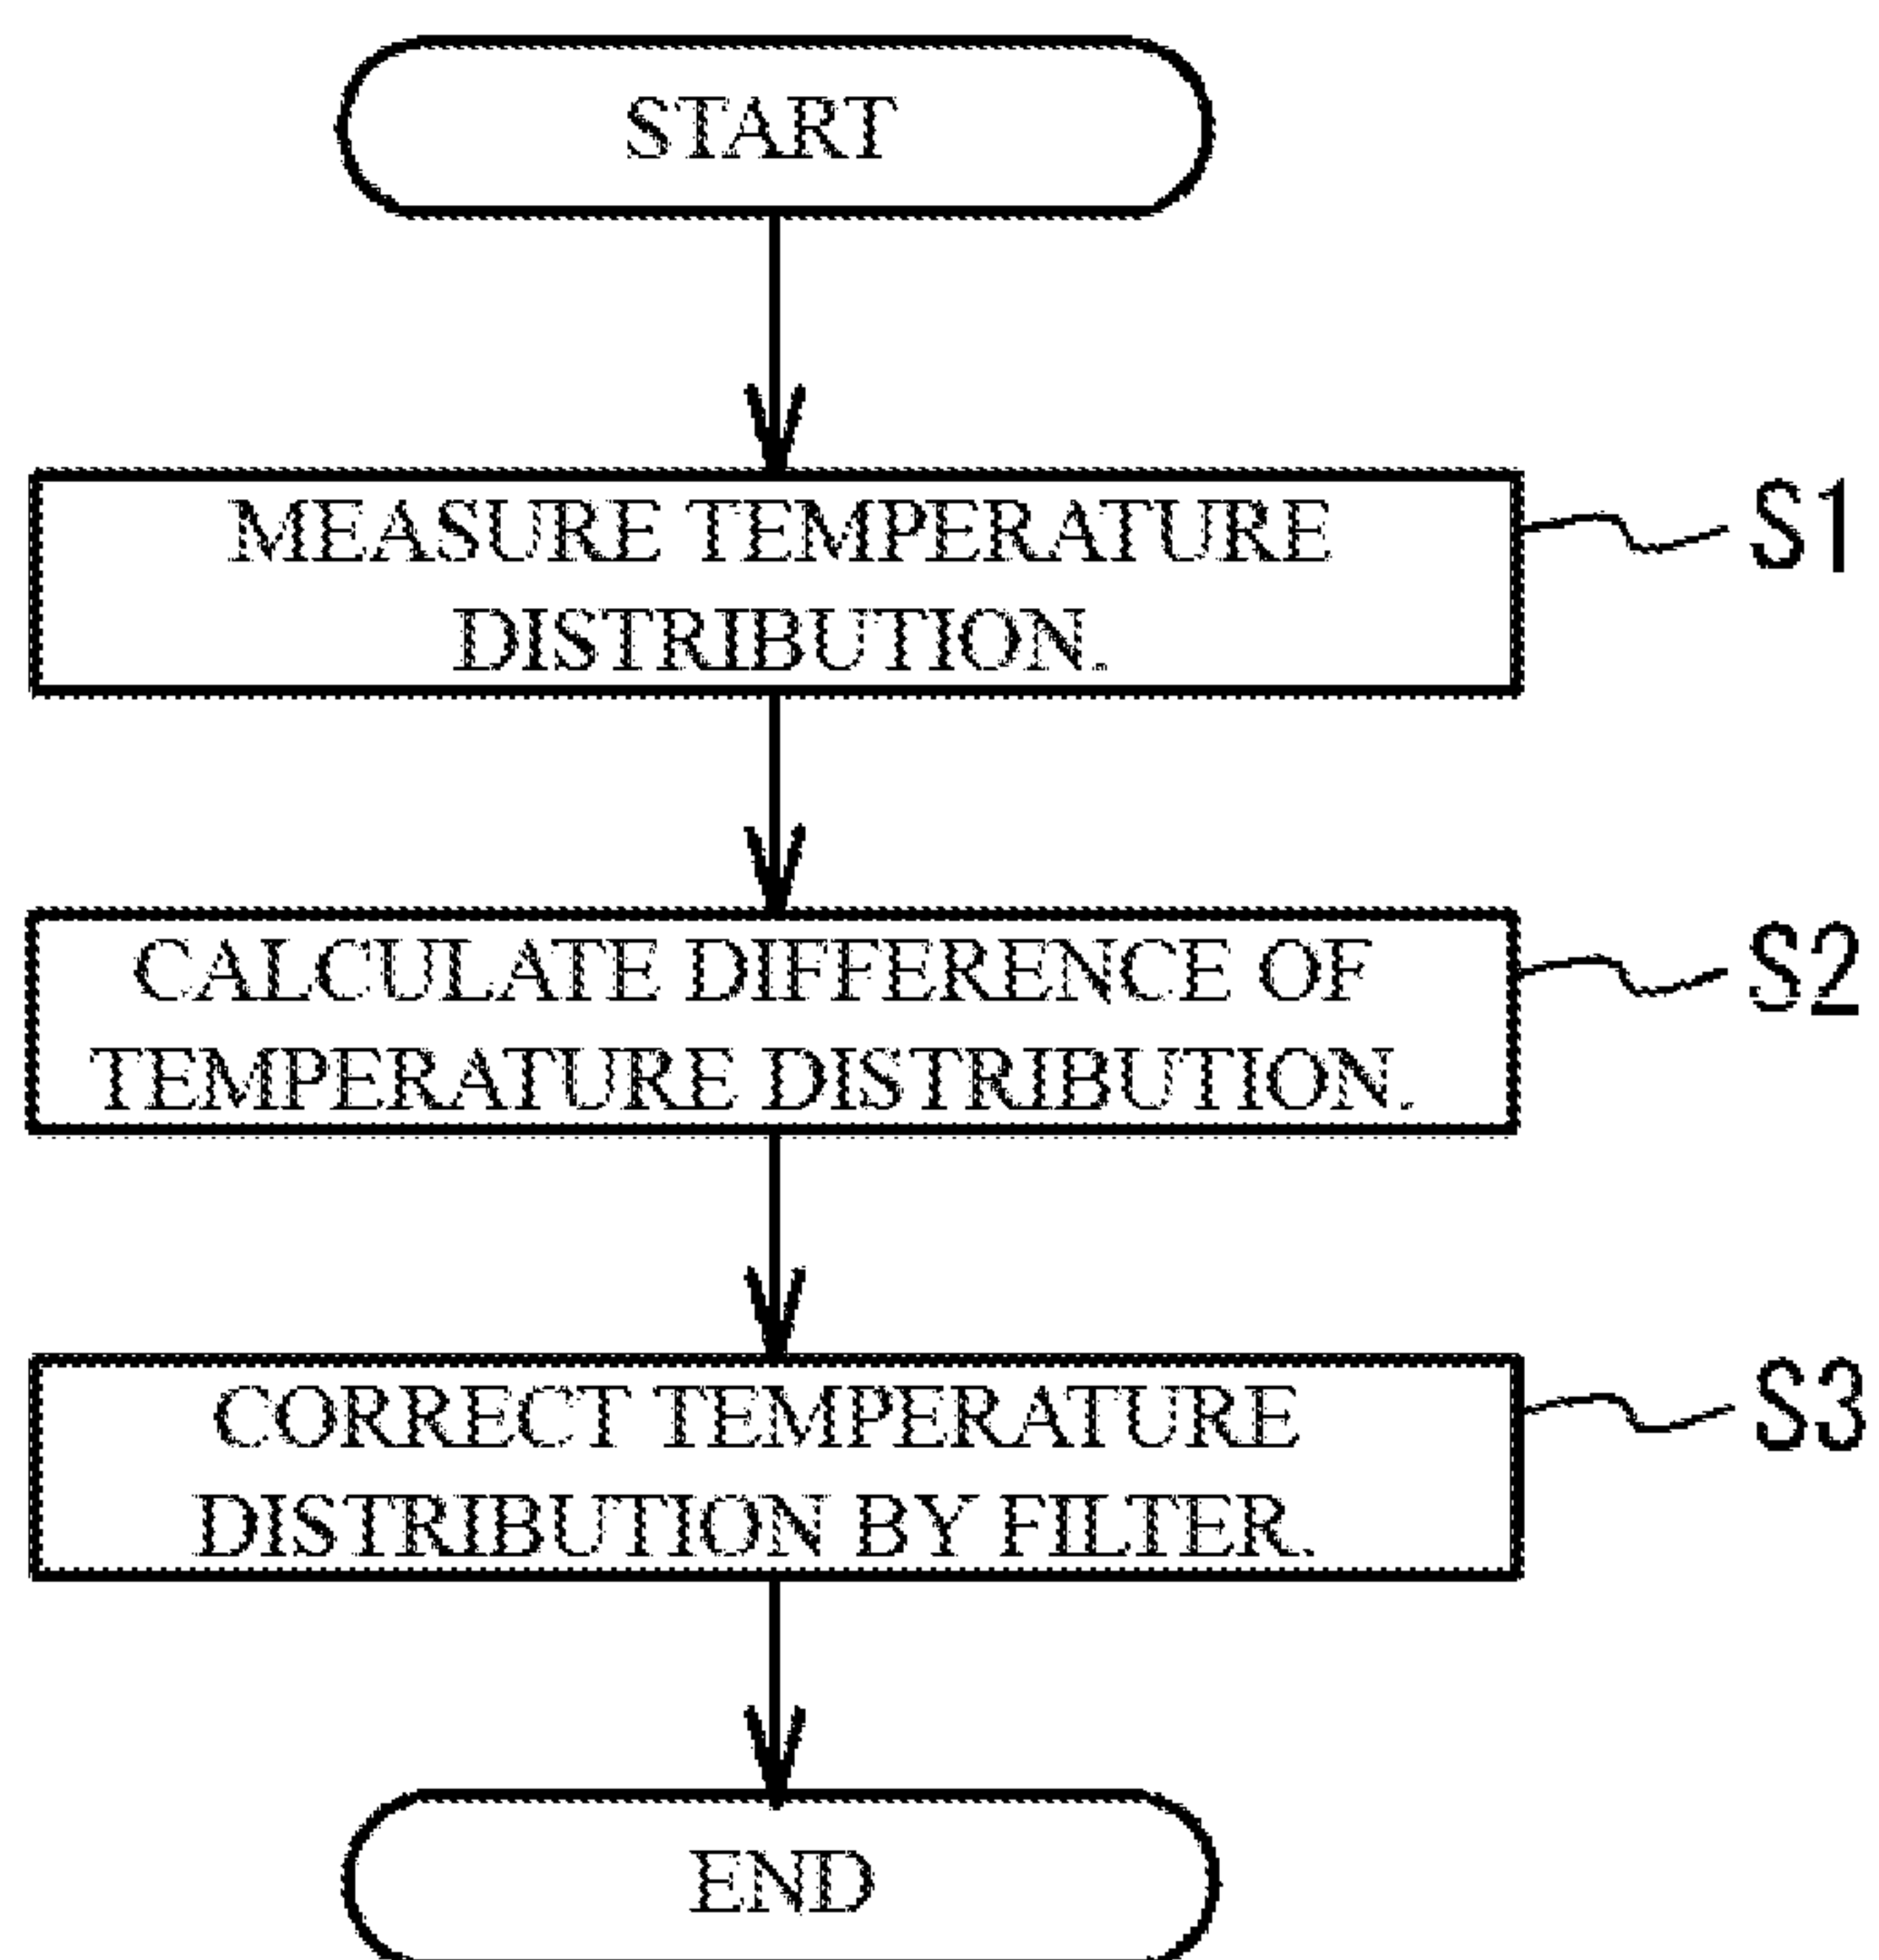 START
MEASURE TEMPERATURE
DISTRIBUTION.
S1
CALCULATE DIFFERENCE OF
TEMPERATURE DISTRIBUTION.
S2
CORRECT TEMPERATURE
DISTRIBUTION BY FILTER.
S3
END